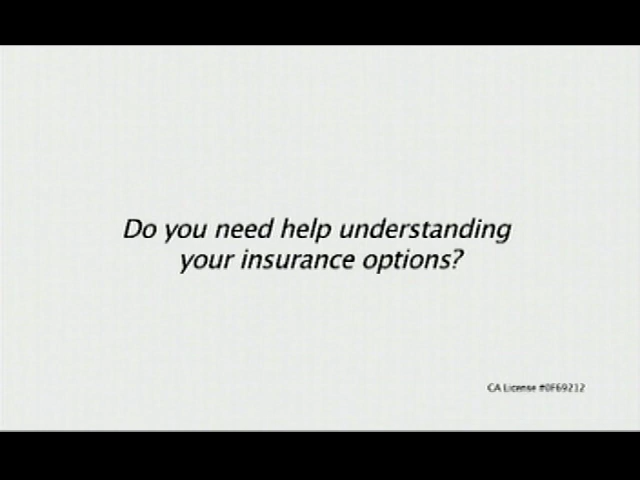 Do you need help understanding
your insurance options?
CA License #0F69212